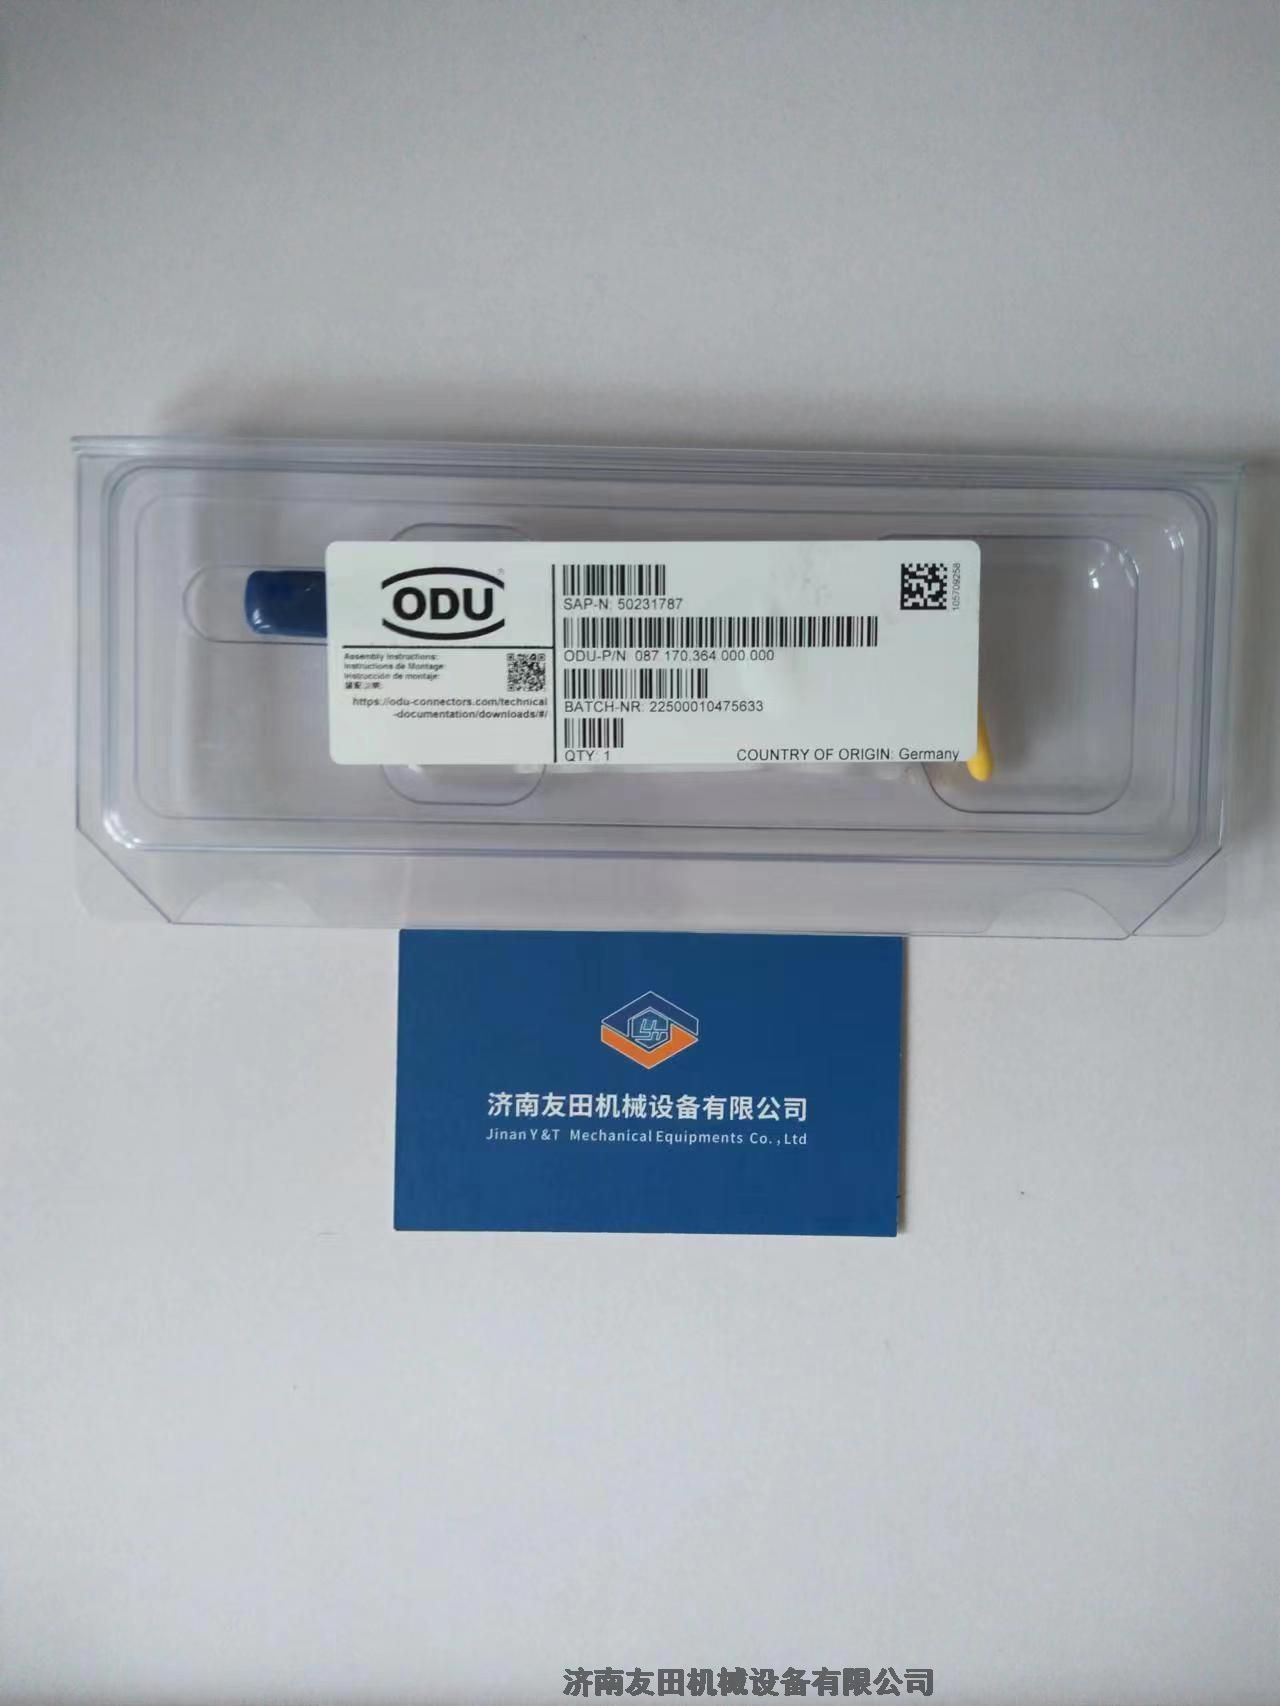 ODU
®
Assembly Instructions:
Instructions de Montage:
Instrucción de montaje:
https://odu-connectors.com/technical
-documentation/downloads/#/
SAP-N: 50231787
ODU-P/N 087.170.364.000.000
BATCH-NR: 22500010475633
QTY: 1
COUNTRY OF ORIGIN: Germany
105709258
济南友田机械设备有限公司
Jinan Y&T Mechanical Equipments Co.,Ltd
济南友田机械设备有限公司